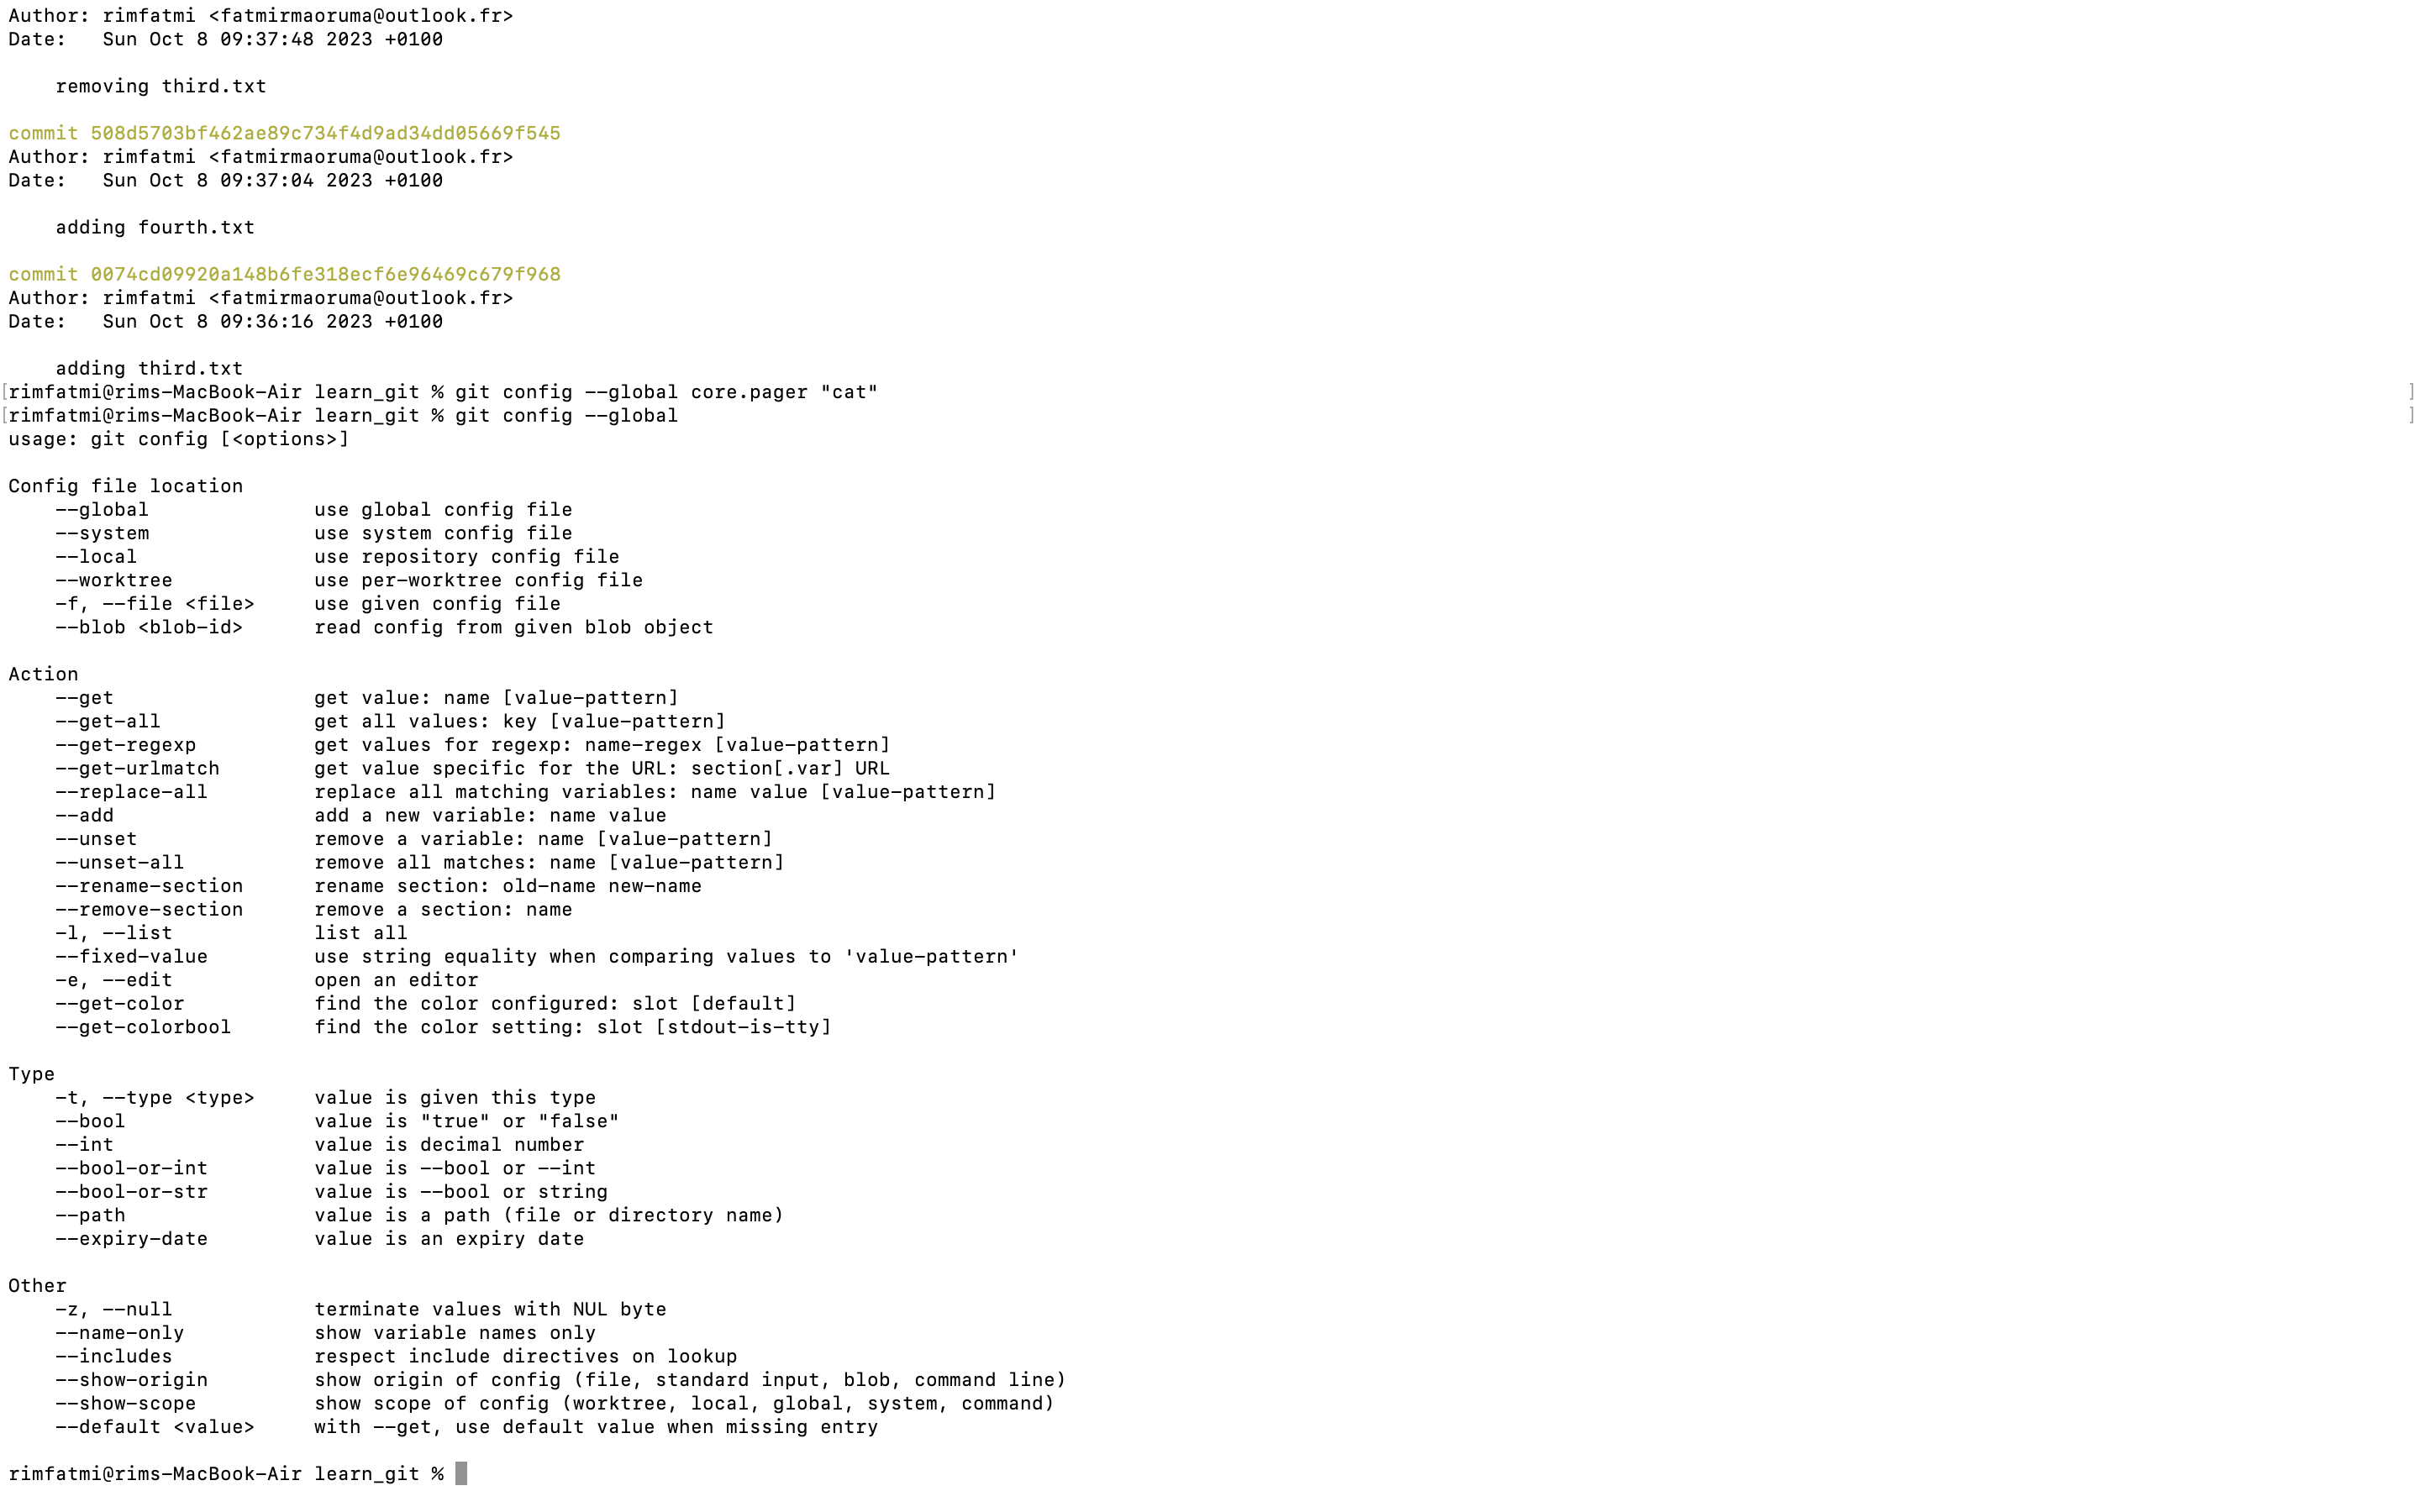 Author: rimfatmi <fatmirmaoruma@outlook.fr>
Date:   Sun Oct 8 09:37:48 2023 +0100

    removing third.txt

commit 508d5703bf462ae89c734f4d9ad34dd05669f545
Author: rimfatmi <fatmirmaoruma@outlook.fr>
Date:   Sun Oct 8 09:37:04 2023 +0100

    adding fourth.txt

commit 0074cd09920a148b6fe318ecf6e96469c679f968
Author: rimfatmi <fatmirmaoruma@outlook.fr>
Date:   Sun Oct 8 09:36:16 2023 +0100

    adding third.txt
[rimfatmi@rims-MacBook-Air learn_git % git config --global core.pager "cat" ]
[rimfatmi@rims-MacBook-Air learn_git % git config --global ]
usage: git config [<options>]

Config file location
    --global              use global config file
    --system              use system config file
    --local               use repository config file
    --worktree            use per-worktree config file
    -f, --file <file>     use given config file
    --blob <blob-id>      read config from given blob object

Action
    --get                 get value: name [value-pattern]
    --get-all             get all values: key [value-pattern]
    --get-regexp          get values for regexp: name-regex [value-pattern]
    --get-urlmatch        get value specific for the URL: section[.var] URL
    --replace-all         replace all matching variables: name value [value-pattern]
    --add                 add a new variable: name value
    --unset               remove a variable: name [value-pattern]
    --unset-all           remove all matches: name [value-pattern]
    --rename-section      rename section: old-name new-name
    --remove-section      remove a section: name
    -l, --list            list all
    --fixed-value         use string equality when comparing values to 'value-pattern'
    -e, --edit            open an editor
    --get-color           find the color configured: slot [default]
    --get-colorbool       find the color setting: slot [stdout-is-tty]

Type
    -t, --type <type>     value is given this type
    --bool                value is "true" or "false"
    --int                 value is decimal number
    --bool-or-int         value is --bool or --int
    --bool-or-str         value is --bool or string
    --path                value is a path (file or directory name)
    --expiry-date         value is an expiry date

Other
    -z, --null            terminate values with NUL byte
    --name-only           show variable names only
    --includes            respect include directives on lookup
    --show-origin         show origin of config (file, standard input, blob, command line)
    --show-scope          show scope of config (worktree, local, global, system, command)
    --default <value>     with --get, use default value when missing entry

rimfatmi@rims-MacBook-Air learn_git %